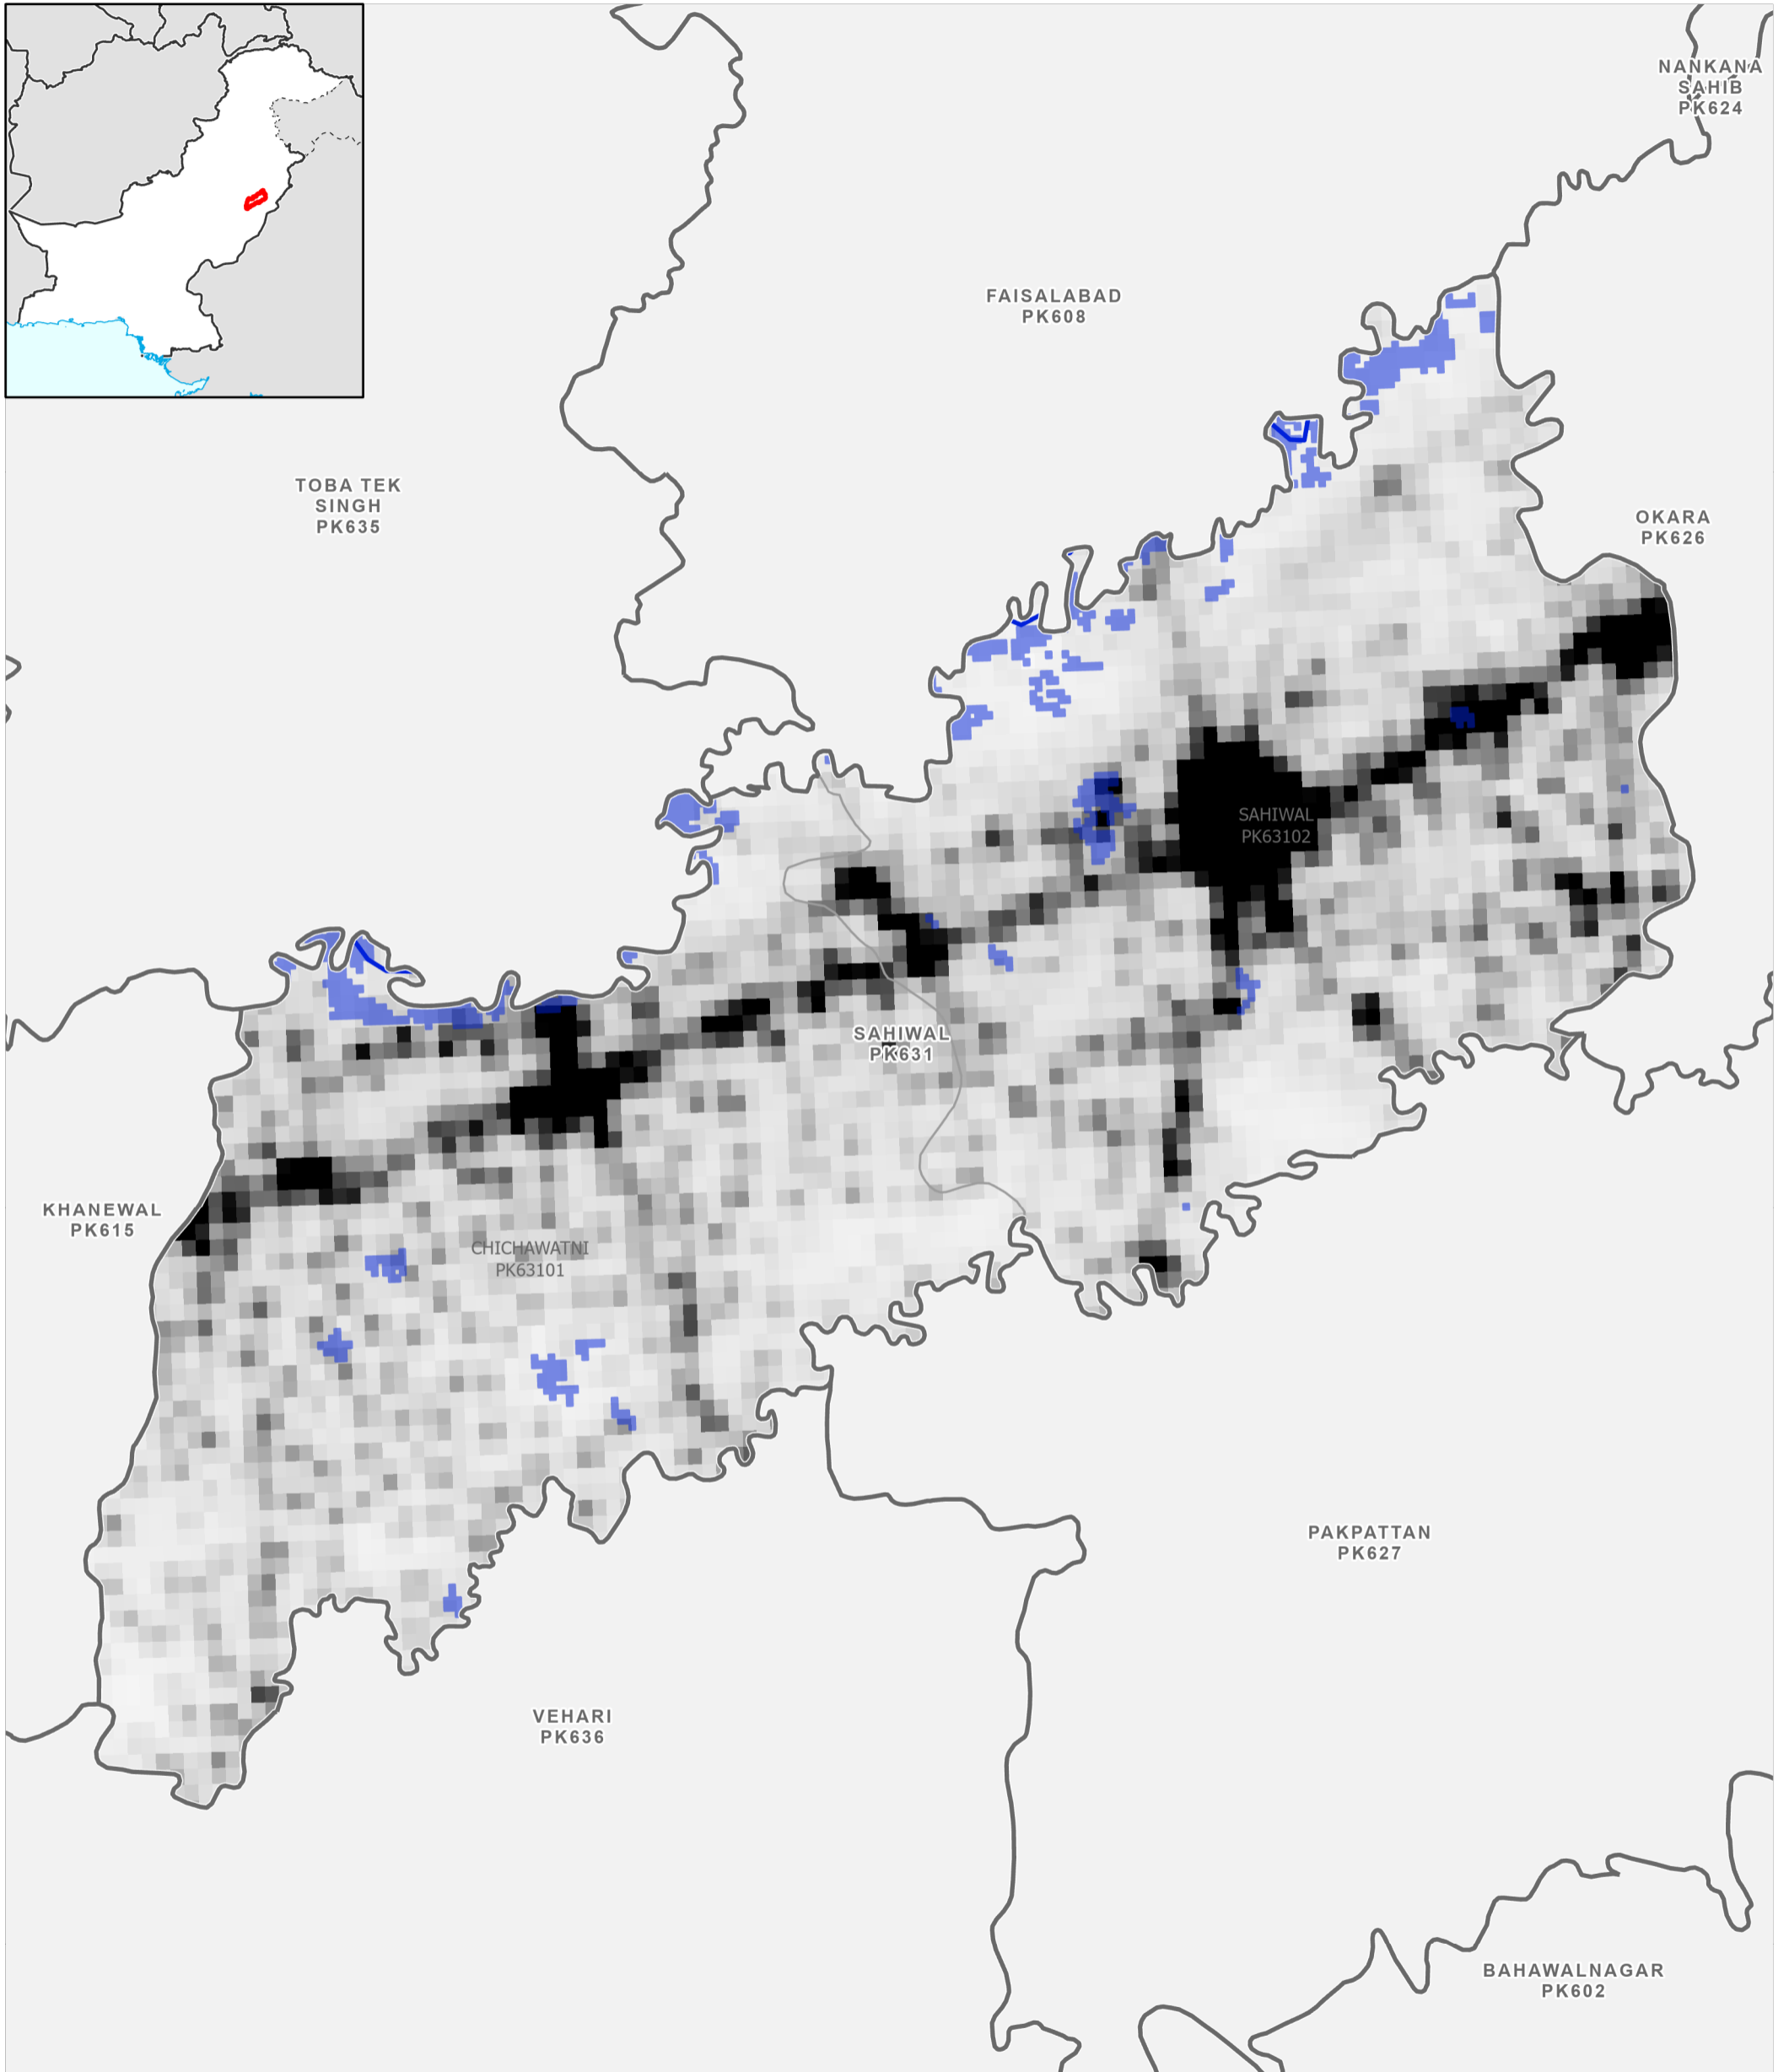 NANKANA
SAHIB
PK624
FAISALABAD
PK608
TOBA TEK
SINGH
PK635
OKARA
PK626
SAHIWAL
PK63102
SAHIWAL
PK631
KHANEWAL
PK615
CHICHAWATNI
PK63101
PAKPATTAN
PK627
VEHARI
PK636
BAHAWALNAGAR
PK602